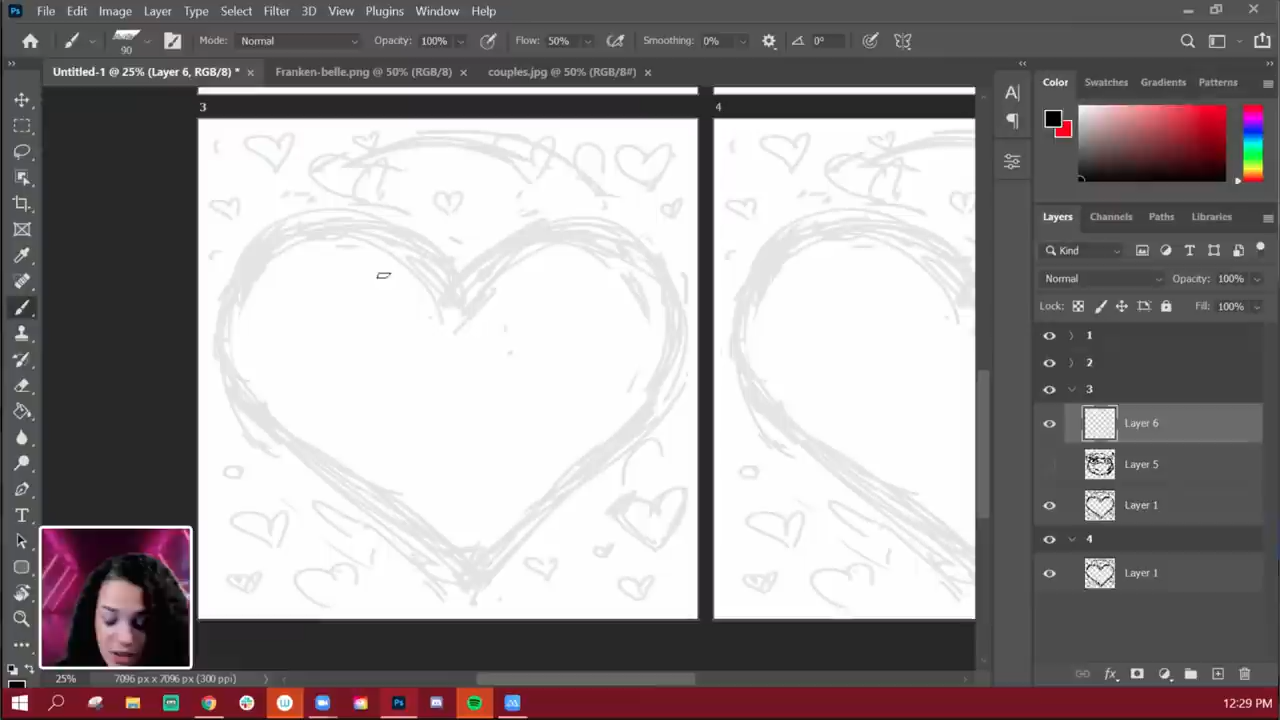 Ps File Edit Image Layer Type Select Filter 3D View Plugins Window Help
90 Mode: Normal Opacity: 100% Flow: 50% Smoothing: 0% 0°
Untitled-1 @ 25% (Layer 6, RGB/8) * × Franken-belle.png @ 50% (RGB/8) × couples.jpg @ 50% (RGB/8#) ×
Color Swatches Gradients Patterns
3 4
Layers Channels Paths Libraries
Kind
Normal Opacity: 100%
Lock: Fill: 100%
1
2
3
Layer 6
Layer 5
Layer 1
4
Layer 1
fx
25% 7096 px x 7096 px (300 ppi)
Ps 12:29 PM